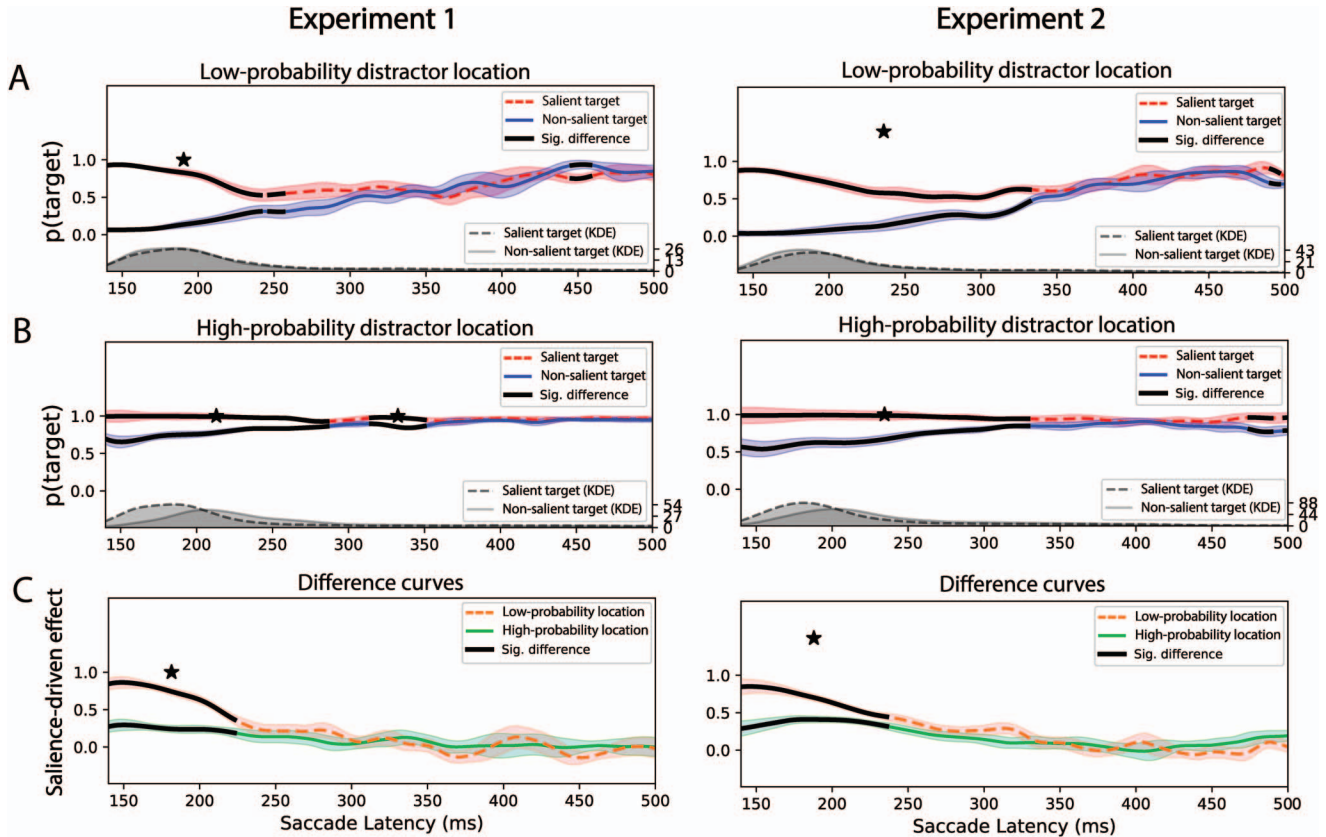 Experiment 1
Experiment 2
A
Low-probability distractor location
Salient target
Non-salient target
Sig. difference
p(target)
1.0
0.5
0.0
Salient target (KDE)
Non-salient target (KDE)
26
13
0
150 200 250 300 350 400 450 500
Low-probability distractor location
Salient target
Non-salient target
Sig. difference
1.0
0.5
0.0
Salient target (KDE)
Non-salient target (KDE)
43
21
0
150 200 250 300 350 400 450 500
B
High-probability distractor location
Salient target
Non-salient target
Sig. difference
p(target)
1.0
0.5
0.0
Salient target (KDE)
Non-salient target (KDE)
54
27
0
150 200 250 300 350 400 450 500
High-probability distractor location
Salient target
Non-salient target
Sig. difference
1.0
0.5
0.0
Salient target (KDE)
Non-salient target (KDE)
88
44
0
150 200 250 300 350 400 450 500
C
Difference curves
Low-probability location
High-probability location
Sig. difference
Salience-driven effect
1.0
0.5
0.0
150 200 250 300 350 400 450 500
Saccade Latency (ms)
Difference curves
Low-probability location
High-probability location
Sig. difference
1.0
0.5
0.0
150 200 250 300 350 400 450 500
Saccade Latency (ms)